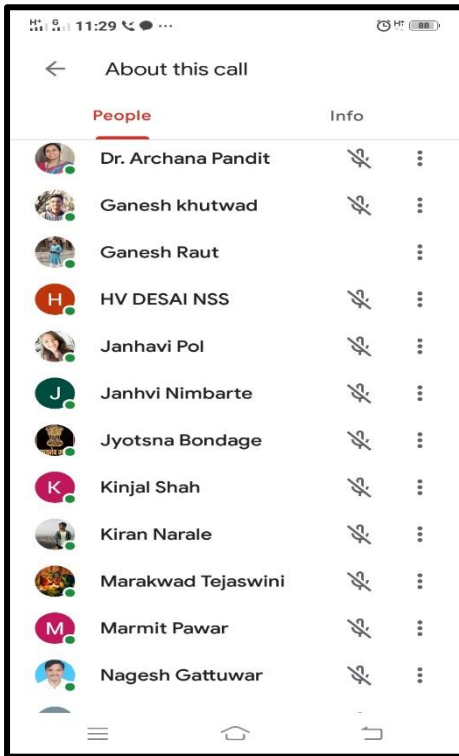 11:29
88
About this call
People Info
Dr. Archana Pandit
Ganesh khutwad
Ganesh Raut
H HV DESAI NSS
Janhavi Pol
J Janhvi Nimbarte
Jyotsna Bondage
K Kinjal Shah
Kiran Narale
Marakwad Tejaswini
M Marmit Pawar
Nagesh Gattuwar